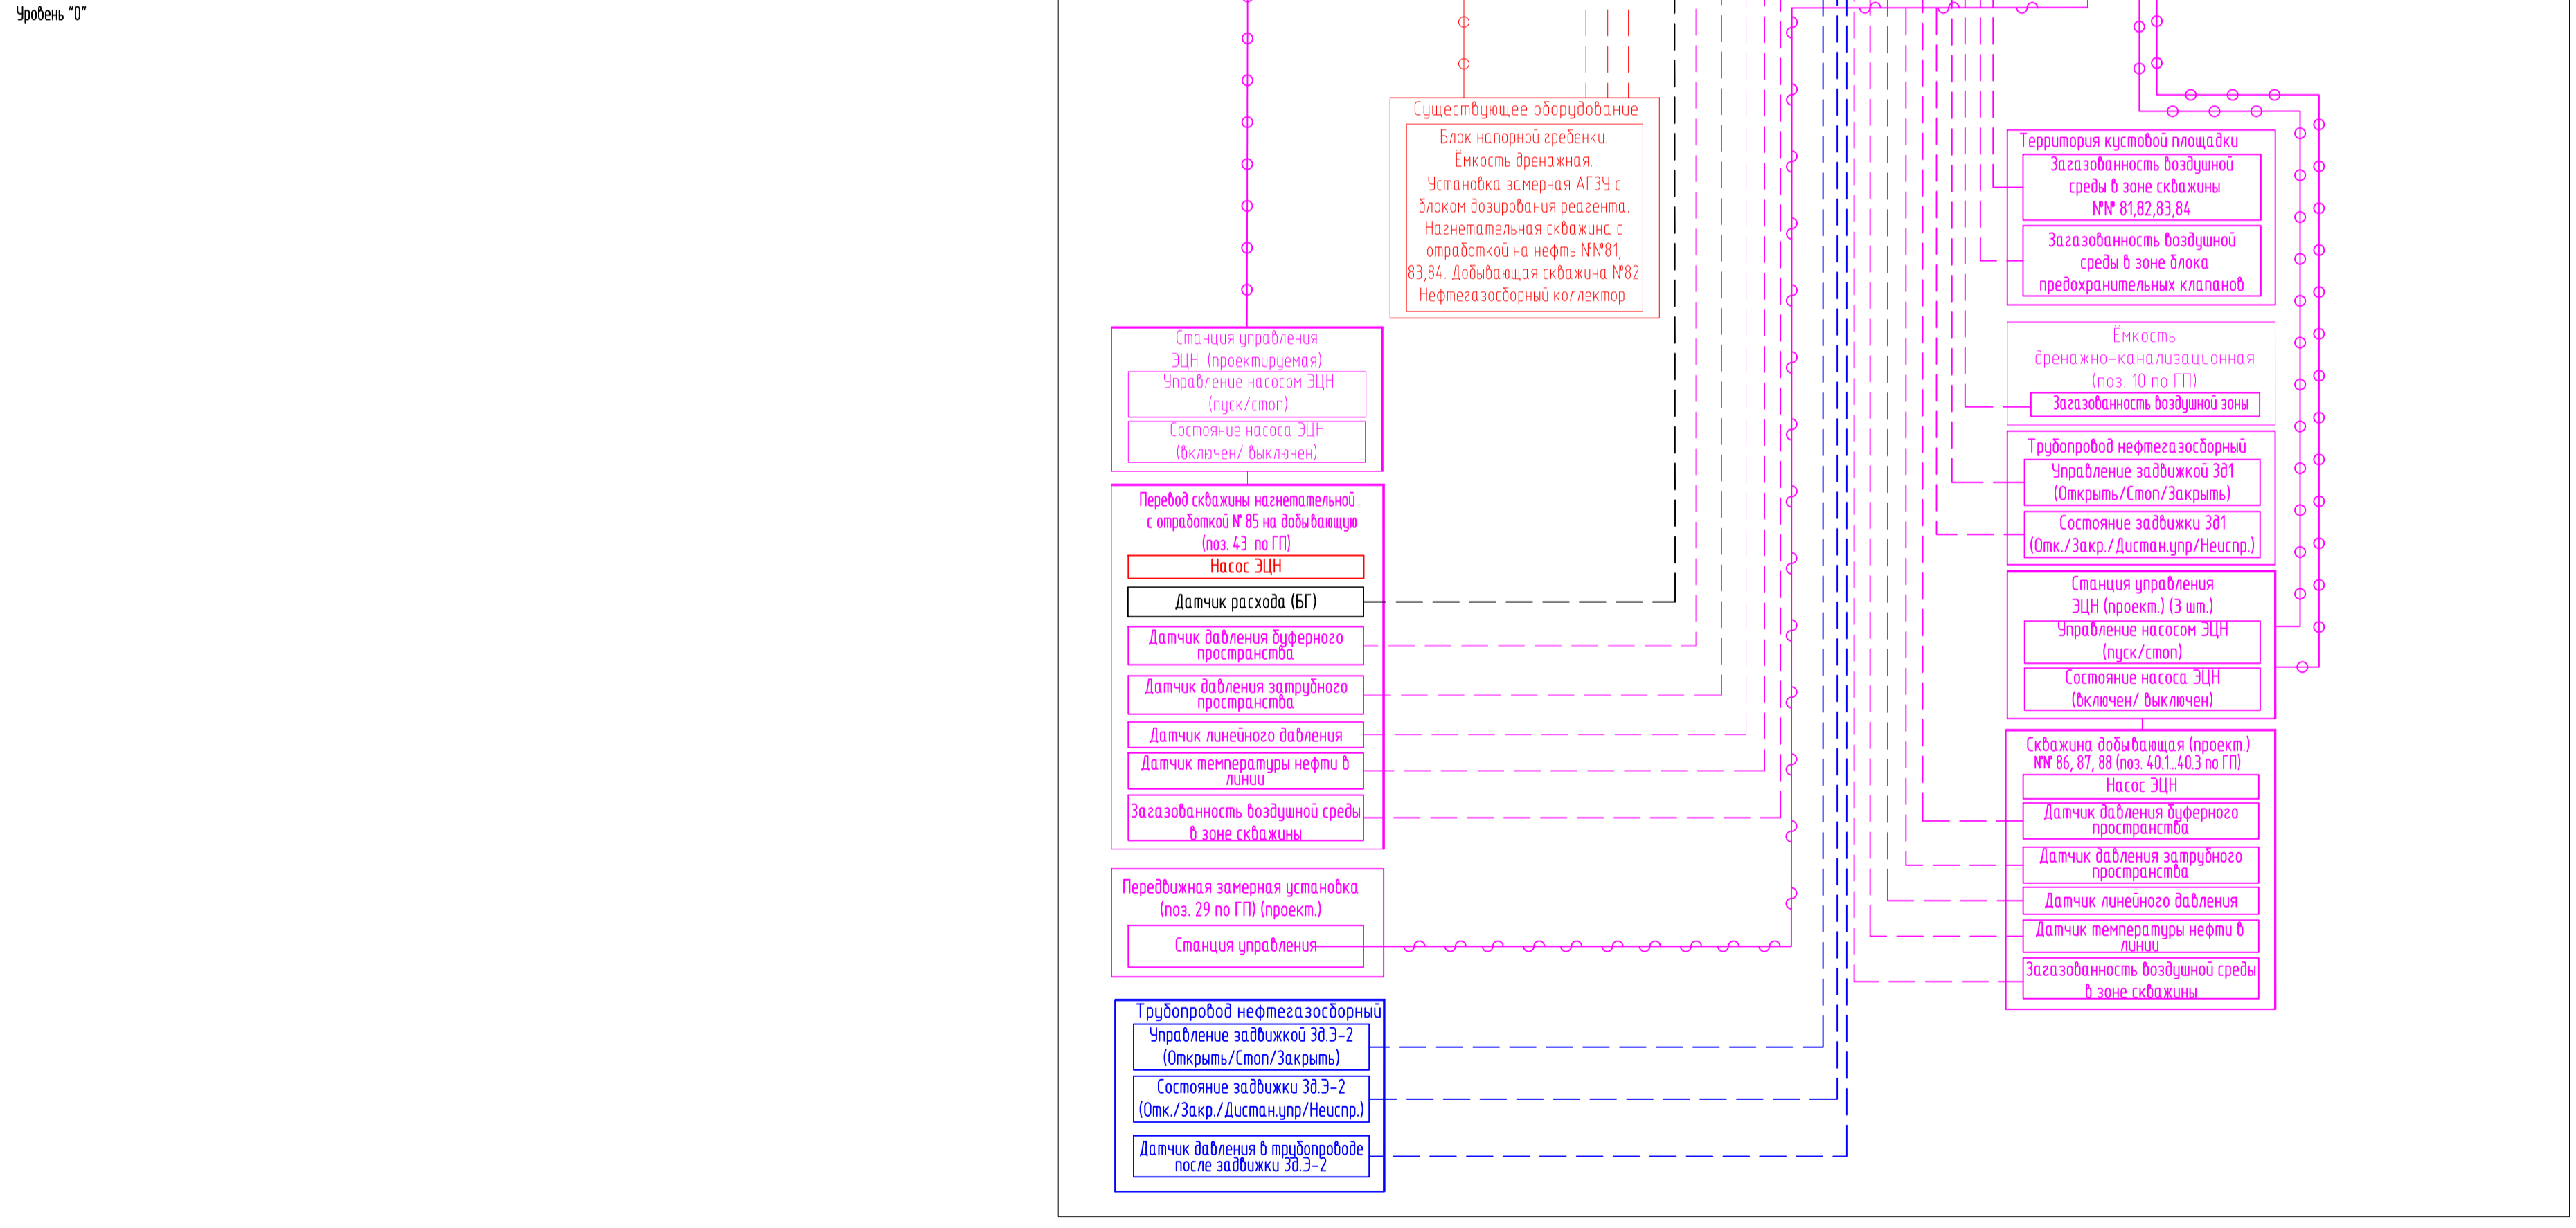 Уровень "0"
Существующее оборудование
Блок напорной гребенки.
Ёмкость дренажная.
Установка замерная АГЗУ с
блоком дозирования реагента.
Нагнетательная скважина с
отработкой на нефть №№81,
83,84. Добывающая скважина №82
Нефтегазосборный коллектор.
Станция управления
ЭЦН (проектируемая)
Управление насосом ЭЦН
(пуск/стоп)
Состояние насоса ЭЦН
(включен/ выключен)
Перевод скважины нагнетательной
с отработкой № 85 на добывающую
(поз. 43 по ГП)
Насос ЭЦН
Датчик расхода (БГ)
Датчик давления буферного
пространства
Датчик давления затрубного
пространства
Датчик линейного давления
Датчик температуры нефти в
линии
Загазованность воздушной среды
в зоне скважины
Передвижная замерная установка
(поз. 29 по ГП) (проект.)
Станция управления
Трубопровод нефтегазосборный
Управление задвижкой Зд.Э-2
(Открыть/Стоп/Закрыть)
Состояние задвижки Зд.Э-2
(Отк./Закр./Дистан.упр/Неиспр.)
Датчик давления в трубопроводе
после задвижки Зд.Э-2
Территория кустовой площадки
Загазованность воздушной
среды в зоне скважины
№№ 81,82,83,84
Загазованность воздушной
среды в зоне блока
предохранительных клапанов
Ёмкость
дренажно-канализационная
(поз. 10 по ГП)
Загазованность воздушной зоны
Трубопровод нефтегазосборный
Управление задвижкой Зд1
(Открыть/Стоп/Закрыть)
Состояние задвижки Зд1
(Отк./Закр./Дистан.упр/Неиспр.)
Станция управления
ЭЦН (проект.) (3 шт.)
Управление насосом ЭЦН
(пуск/стоп)
Состояние насоса ЭЦН
(включен/ выключен)
Скважина добывающая (проект.)
№№ 86, 87, 88 (поз. 40.1...40.3 по ГП)
Насос ЭЦН
Датчик давления буферного
пространства
Датчик давления затрубного
пространства
Датчик линейного давления
Датчик температуры нефти в
линии
Загазованность воздушной среды
в зоне скважины